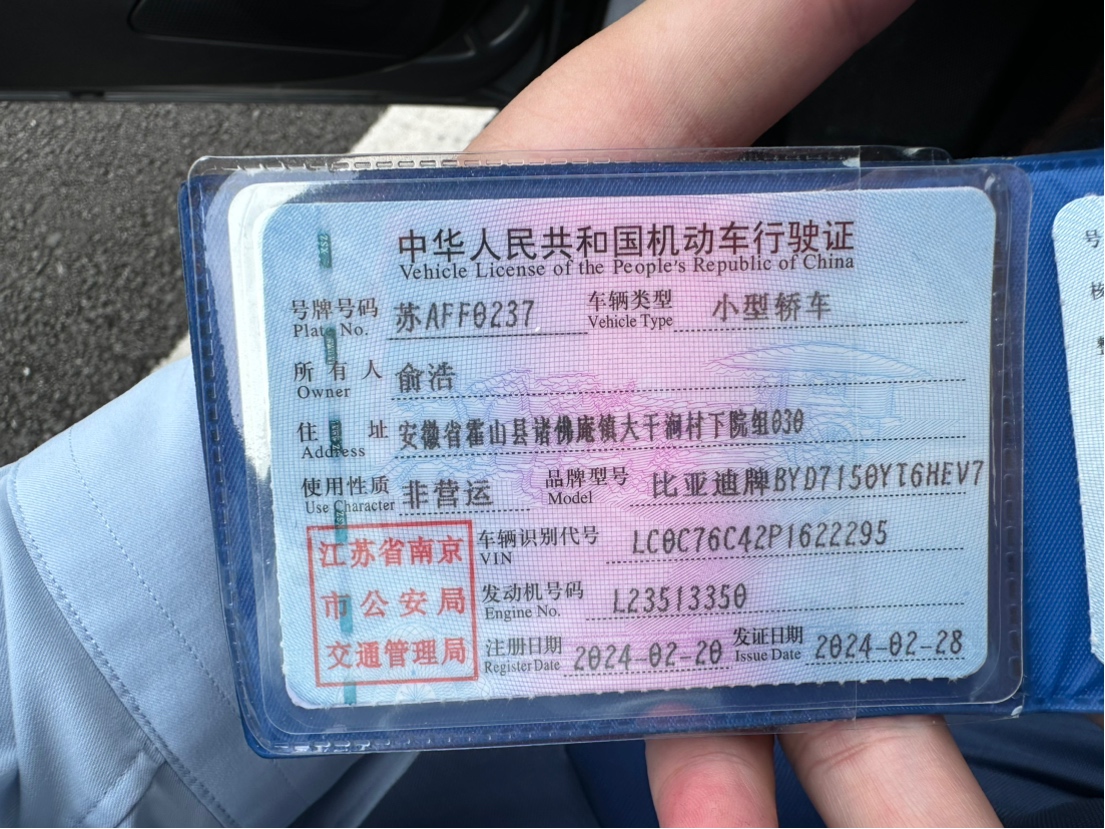 中华人民共和国机动车行驶证
Vehicle License of the People's Republic of China
号牌号码 苏AFF0237 车辆类型 小型轿车
Plate No. Vehicle Type
所有人 俞浩
Owner
住址 安徽省霍山县诸佛庵镇大干涧村下院组030
Address
使用性质 非营运 品牌型号 比亚迪牌BYD7150YT6HEV7
Use Character Model
江苏省南京
市公安局
交通管理局
车辆识别代号 LC0C76C42P1622295
VIN
发动机号码 L23513350
Engine No.
注册日期 2024-02-20 发证日期 2024-02-28
Register Date Issue Date
号
核
整